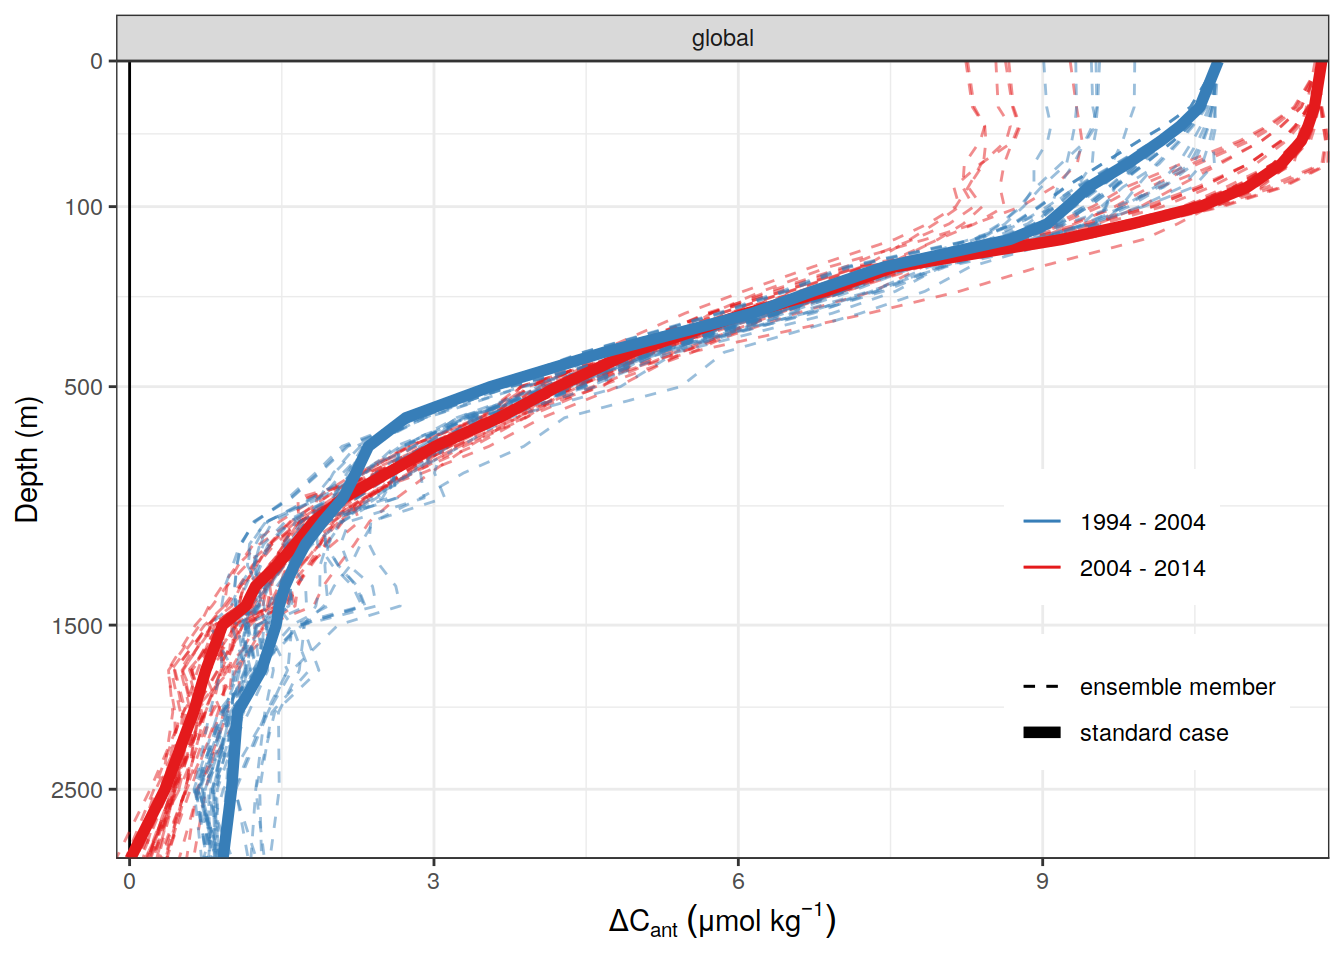 global
0
100
500
1500
2500
Depth (m)
1994 - 2004
2004 - 2014
ensemble member
standard case
0 3 6 9
ΔCant (μmol kg−1)